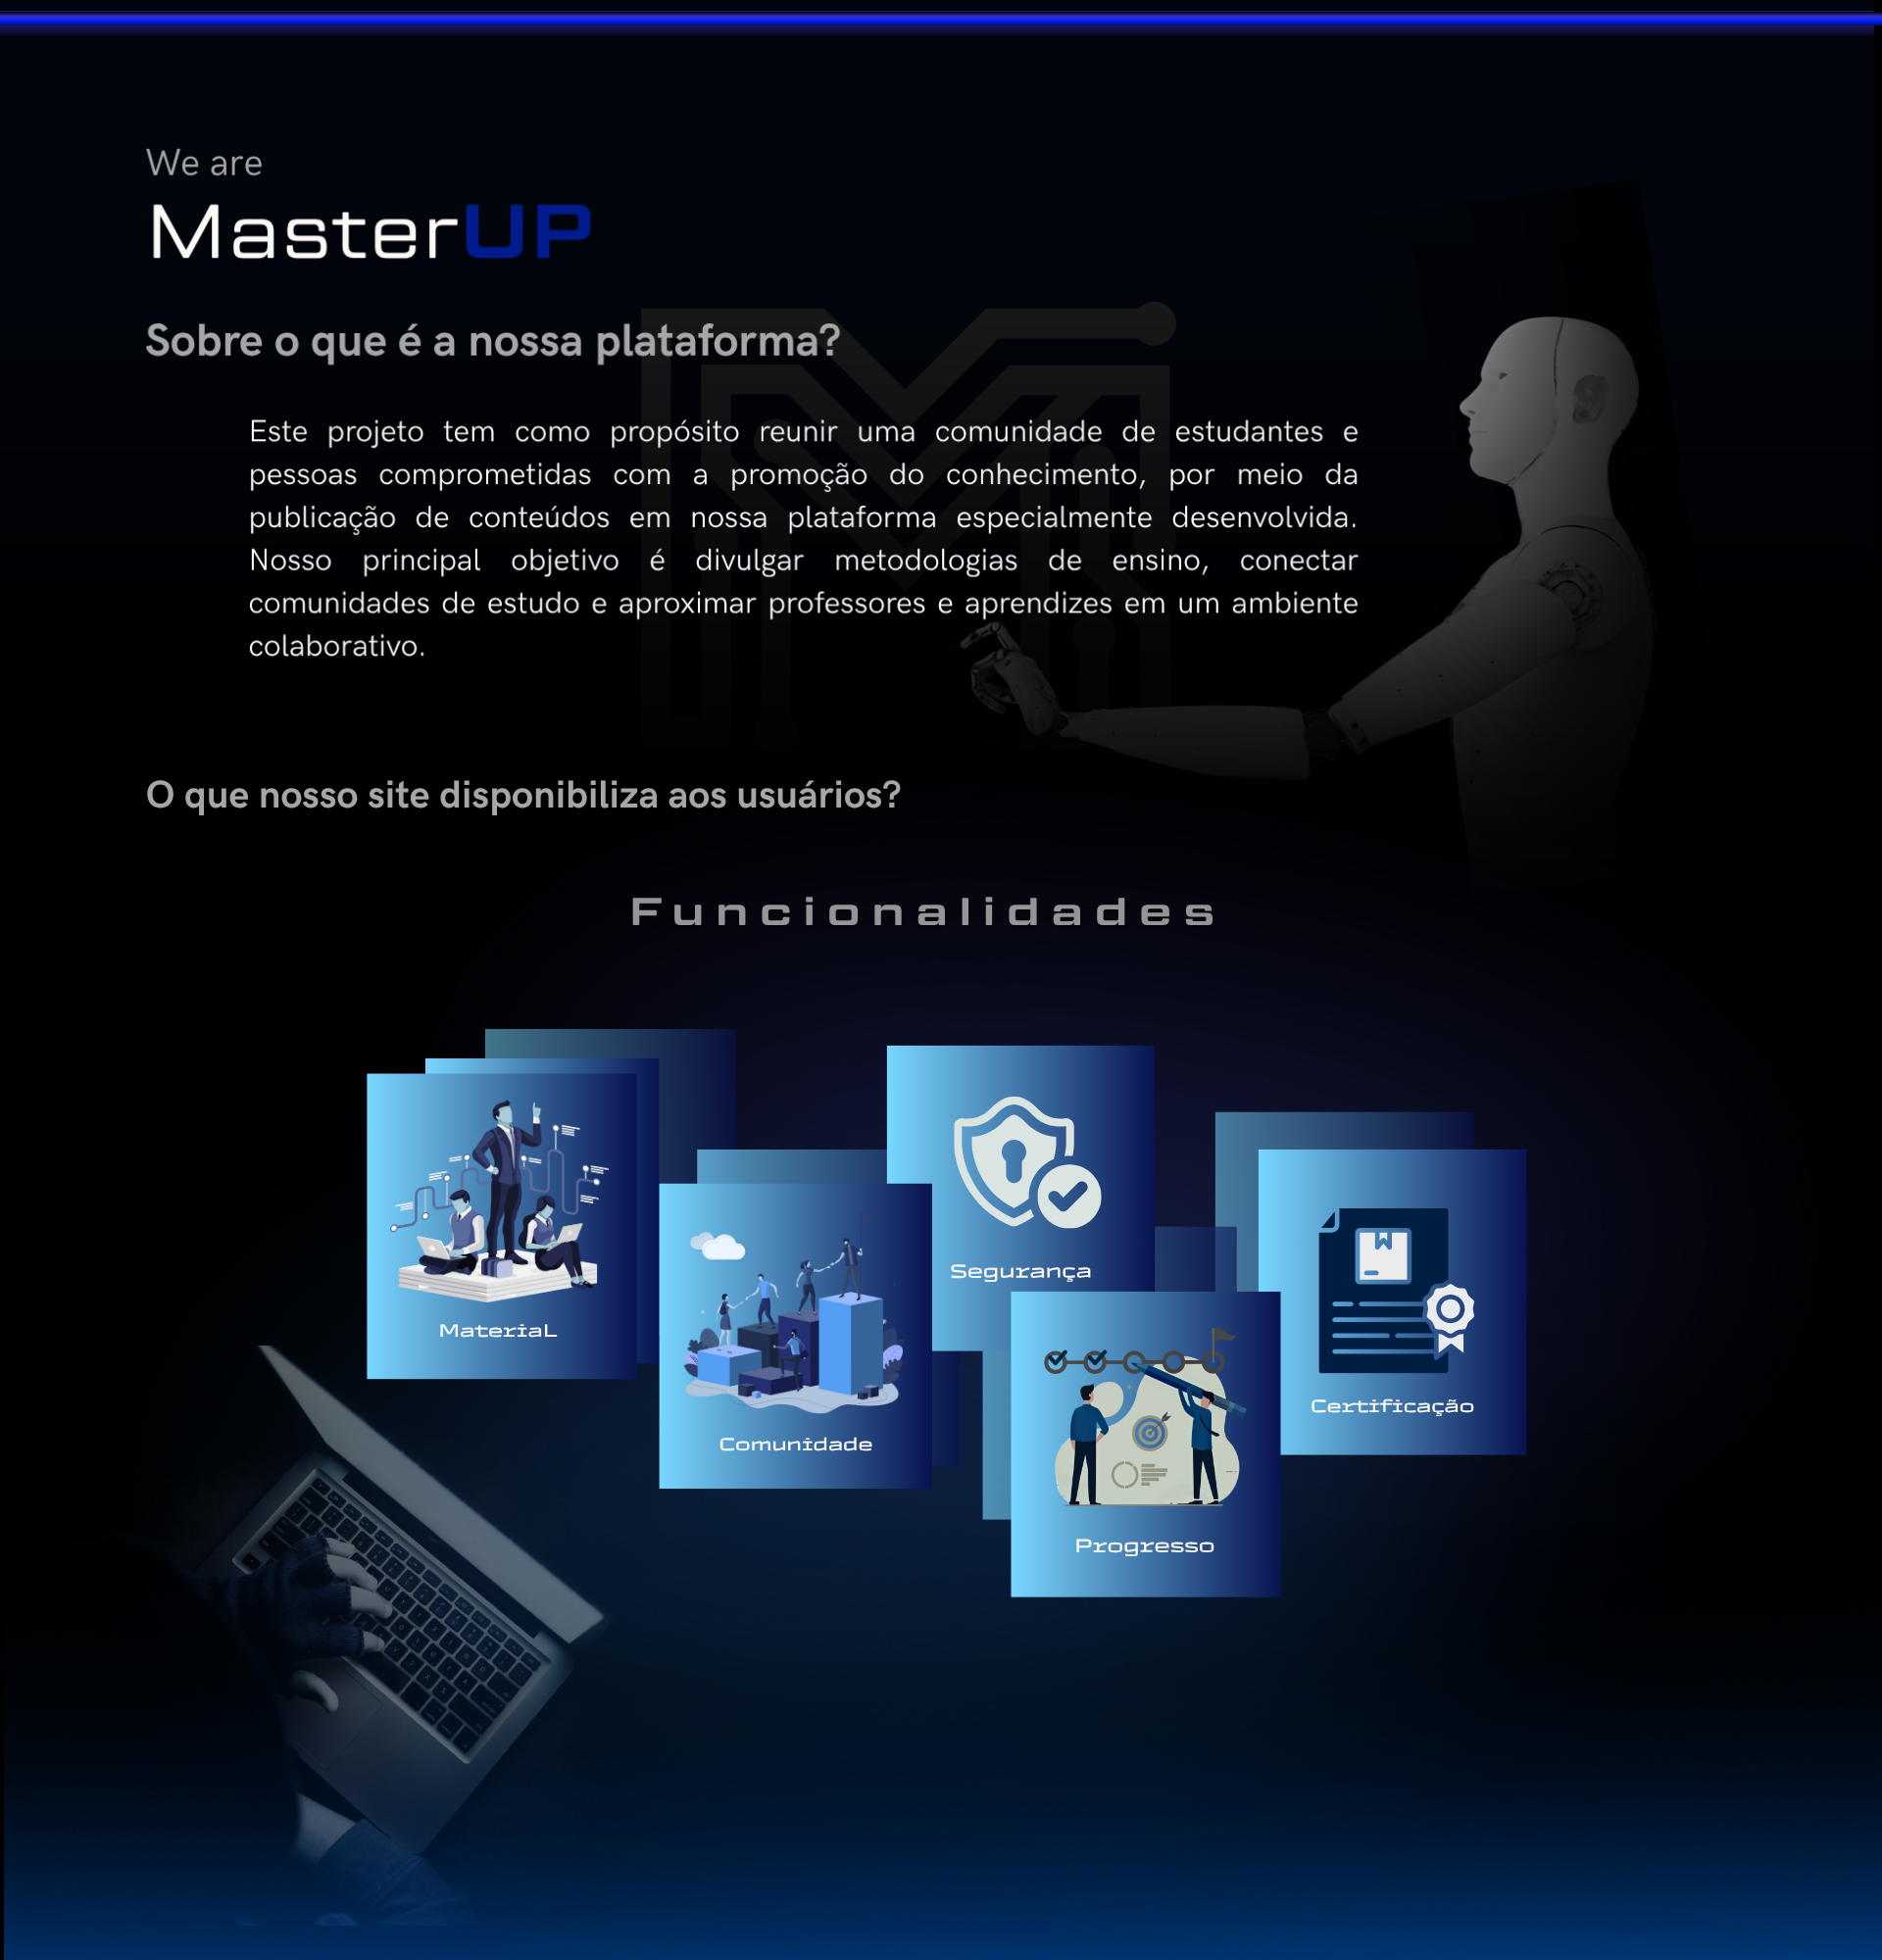 We are
MasterUP
Sobre o que é a nossa plataforma?
Este projeto tem como propósito reunir uma comunidade de estudantes e
pessoas comprometidas com a promoção do conhecimento, por meio da
publicação de conteúdos em nossa plataforma especialmente desenvolvida.
Nosso principal objetivo é divulgar metodologias de ensino, conectar
comunidades de estudo e aproximar professores e aprendizes em um ambiente
colaborativo.
O que nosso site disponibiliza aos usuários?
Funcionalidades
MateriaL
Comunidade
Segurança
Progresso
Certificação